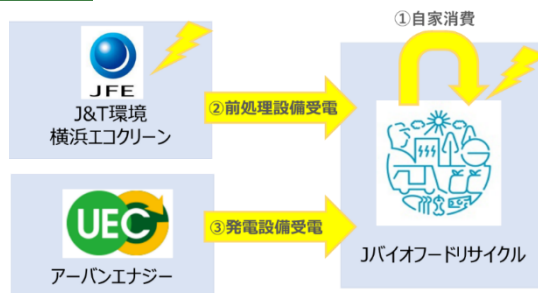 ①自家消費
JFE
J&T環境
横浜エコクリーン
②前処理設備受電
UEC
③発電設備受電
アーバンエナジー
Jバイオフードリサイクル